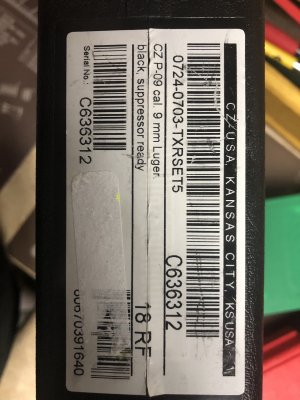 CZ USA, KANSAS CITY, KS USA
0724-0703-TXRSET5
C636312
CZ P-09 cal. 9 mm Luger,
black, suppressor ready
18 RF
Serial No.:
C636312
00670391640